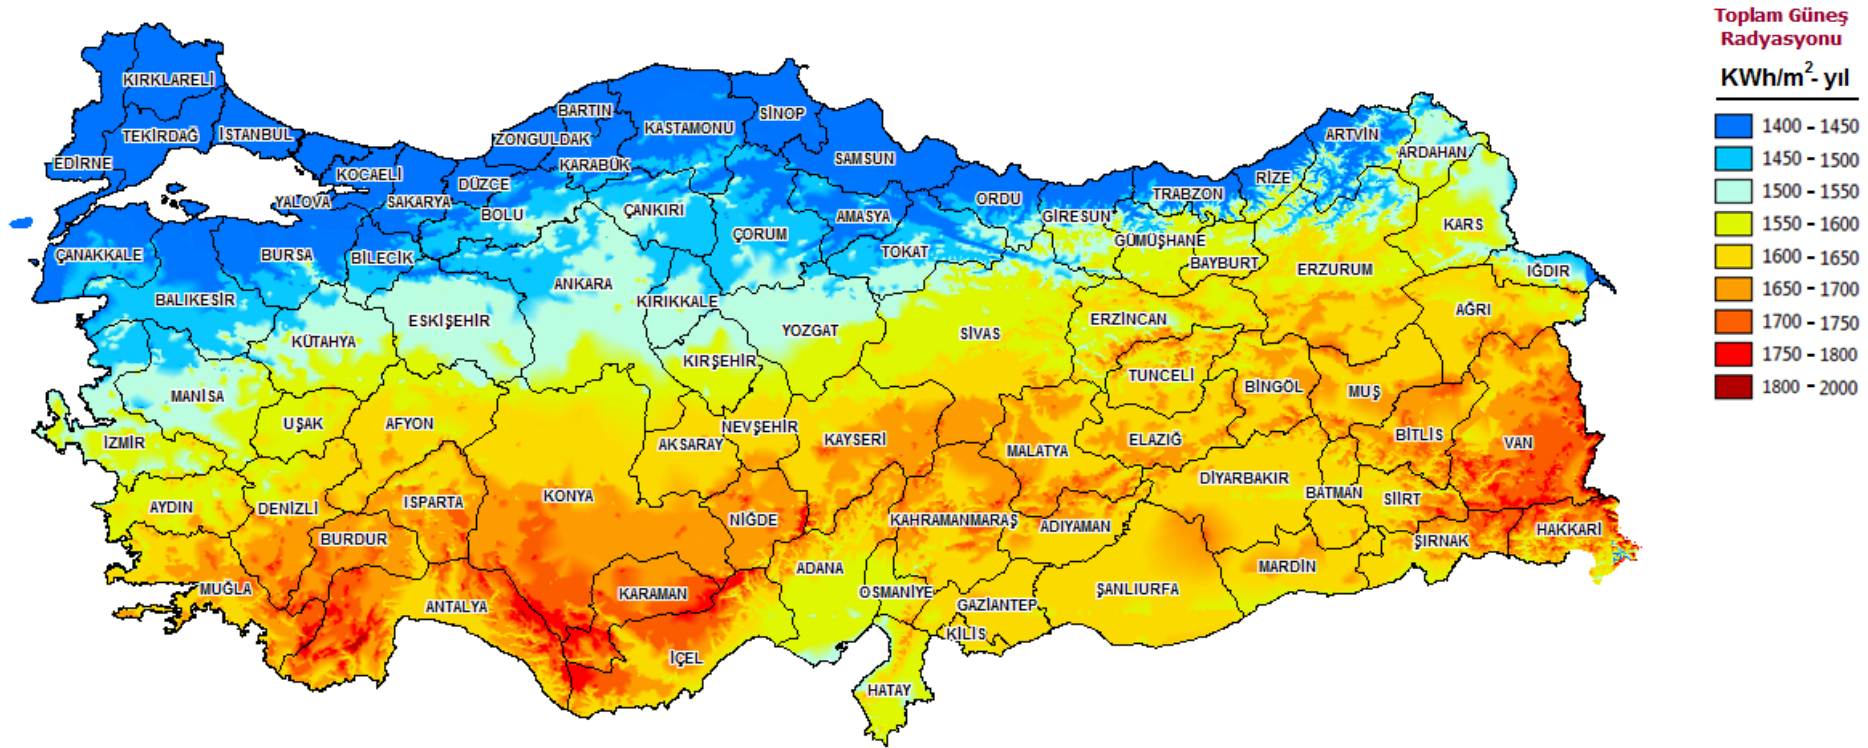 Toplam Güneş
Radyasyonu
KWh/m²- yıl
1400 - 1450
1450 - 1500
1500 - 1550
1550 - 1600
1600 - 1650
1650 - 1700
1700 - 1750
1750 - 1800
1800 - 2000
KIRKLARELİ
TEKİRDAĞ
İSTANBUL
EDİRNE
BARTIN
ZONGULDAK
KARABÜK
KASTAMONU
SİNOP
SAMSUN
KOCAELİ
YALOVA
SAKARYA
DÜZCE
BOLU
ÇANKIRI
ÇORUM
AMASYA
TOKAT
ORDU
GİRESUN
TRABZON
RİZE
ARTVİN
ARDAHAN
KARS
GÜMÜŞHANE
BAYBURT
ERZURUM
IĞDIR
AĞRI
ÇANAKKALE
BURSA
BİLECİK
BALIKESİR
ESKİŞEHİR
ANKARA
KIRIKKALE
KÜTAHYA
YOZGAT
KIRŞEHİR
SİVAS
ERZİNCAN
TUNCELİ
BİNGÖL
MUŞ
BİTLİS
VAN
MANİSA
İZMİR
UŞAK
AFYON
AKSARAY
NEVŞEHİR
KAYSERİ
MALATYA
ELAZIĞ
DİYARBAKIR
BATMAN
SİİRT
AYDIN
DENİZLİ
ISPARTA
KONYA
NİĞDE
KAHRAMANMARAŞ
ADIYAMAN
ŞIRNAK
HAKKARİ
BURDUR
MUĞLA
ANTALYA
KARAMAN
ADANA
OSMANİYE
GAZİANTEP
ŞANLIURFA
MARDİN
KİLİS
İÇEL
HATAY